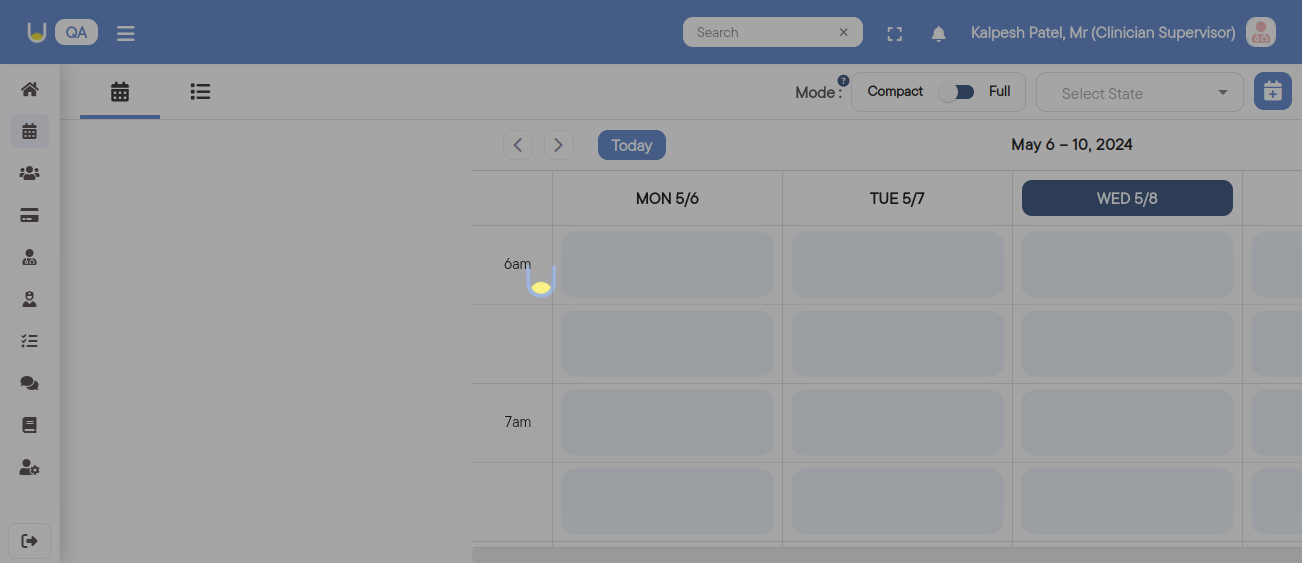 QA
Search
Kalpesh Patel, Mr (Clinician Supervisor)
Mode :
?
Compact
Full
Select State
Today
May 6 – 10, 2024
MON 5/6
TUE 5/7
WED 5/8
6am
7am